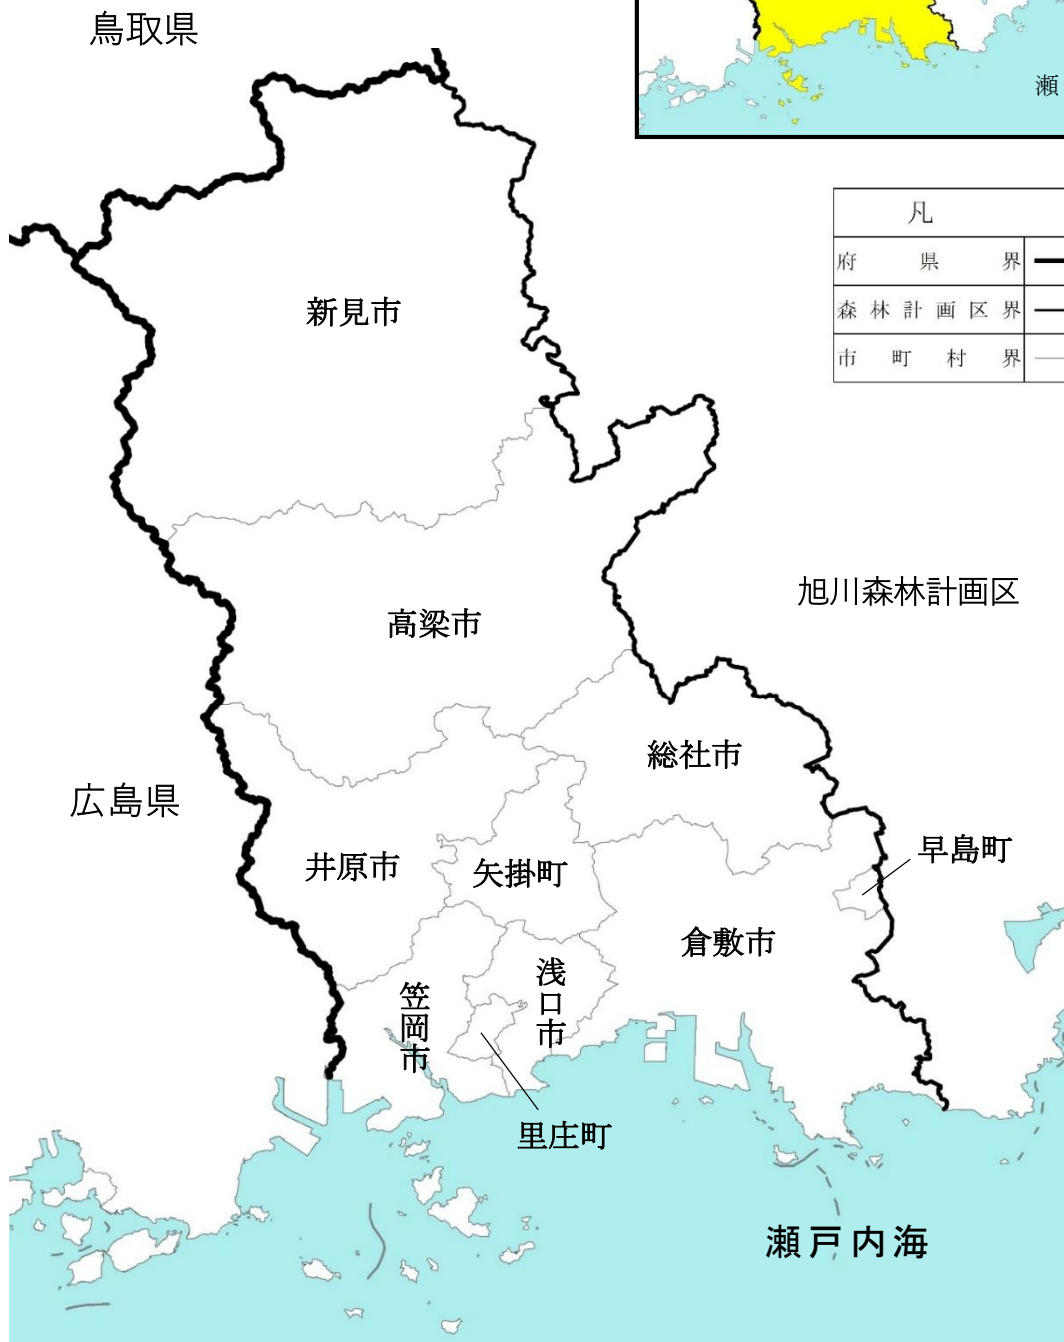 鳥取県
瀬
凡
府県界
森林計画区界
市町村界
新見市
旭川森林計画区
高梁市
総社市
広島県
早島町
井原市
矢掛町
倉敷市
浅口市
笠岡市
里庄町
瀬戸内海